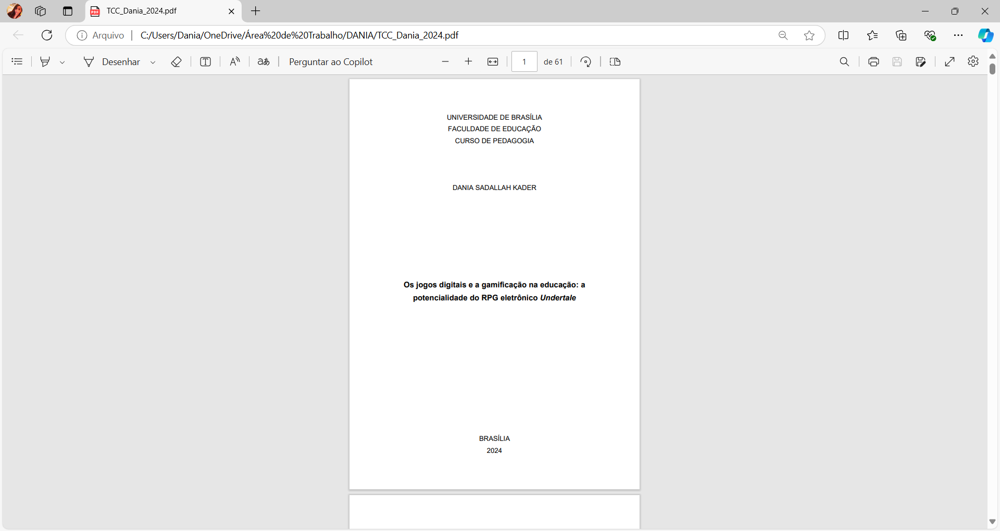 TCC_Dania_2024.pdf
Arquivo | C:/Users/Dania/OneDrive/Área%20de%20Trabalho/DANIA/TCC_Dania_2024.pdf
Desenhar aあ Perguntar ao Copilot 1 de 61
UNIVERSIDADE DE BRASÍLIA
FACULDADE DE EDUCAÇÃO
CURSO DE PEDAGOGIA
DANIA SADALLAH KADER
Os jogos digitais e a gamificação na educação: a
potencialidade do RPG eletrônico Undertale
BRASÍLIA
2024